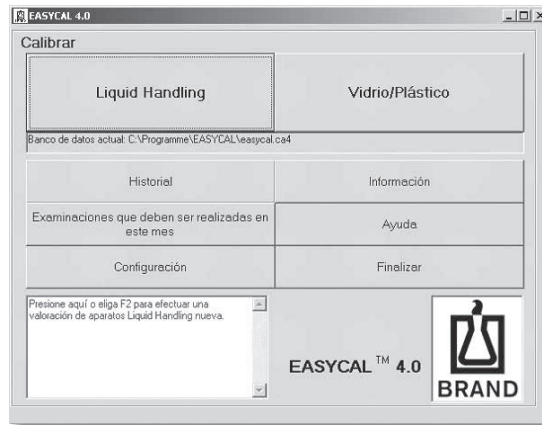 EASYCAL 4.0
Calibrar
Liquid Handling
Vidrio/Plástico
Banco de datos actual: C:\Programme\EASYCAL\easycal.ca4
Historial
Información
Examinaciones que deben ser realizadas en
este mes
Ayuda
Configuración
Finalizar
Presione aquí o eliga F2 para efectuar una
valoración de aparatos Liquid Handling nueva.
EASYCAL ™ 4.0
BRAND